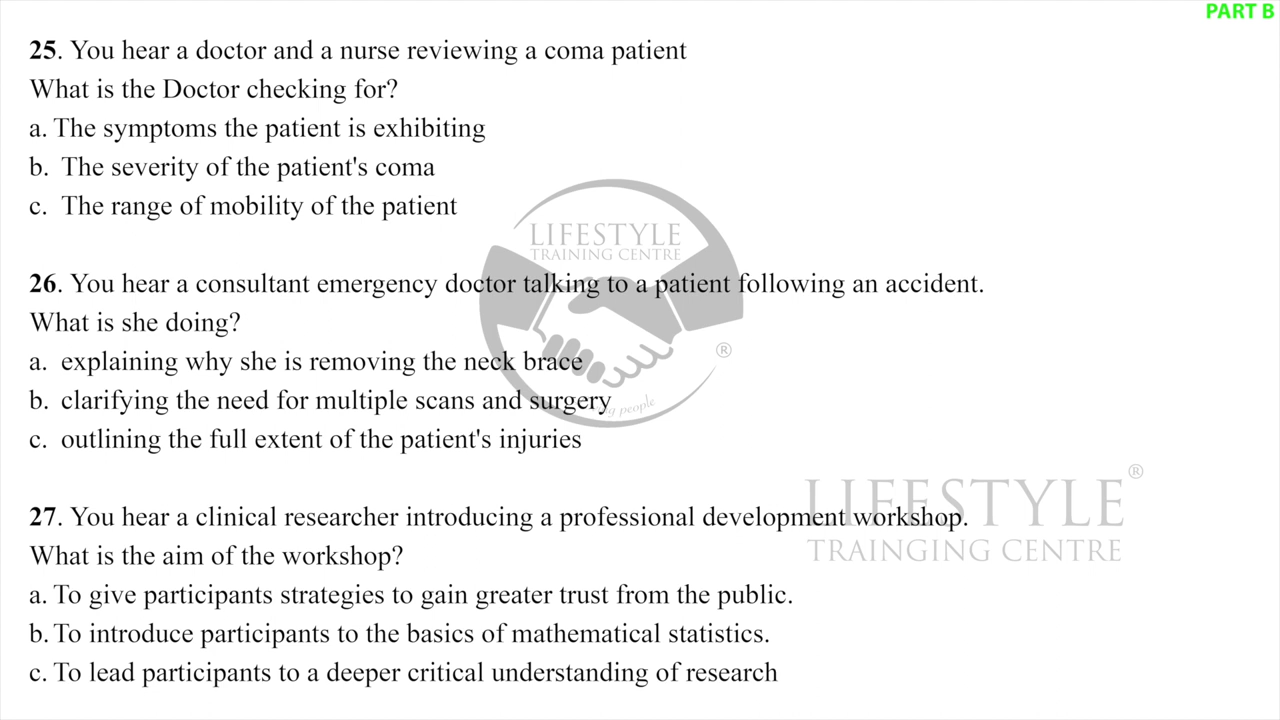 PART B
25. You hear a doctor and a nurse reviewing a coma patient
What is the Doctor checking for?
a. The symptoms the patient is exhibiting
b. The severity of the patient's coma
c. The range of mobility of the patient
LIFESTYLE
TRAINING CENTRE
26. You hear a consultant emergency doctor talking to a patient following an accident.
What is she doing?
a. explaining why she is removing the neck brace
®
b. clarifying the need for multiple scans and surgery
people
c. outlining the full extent of the patient's injuries
®
LIFESTYLE
27. You hear a clinical researcher introducing a professional development workshop.
TRAINGING CENTRE
What is the aim of the workshop?
a. To give participants strategies to gain greater trust from the public.
b. To introduce participants to the basics of mathematical statistics.
c. To lead participants to a deeper critical understanding of research